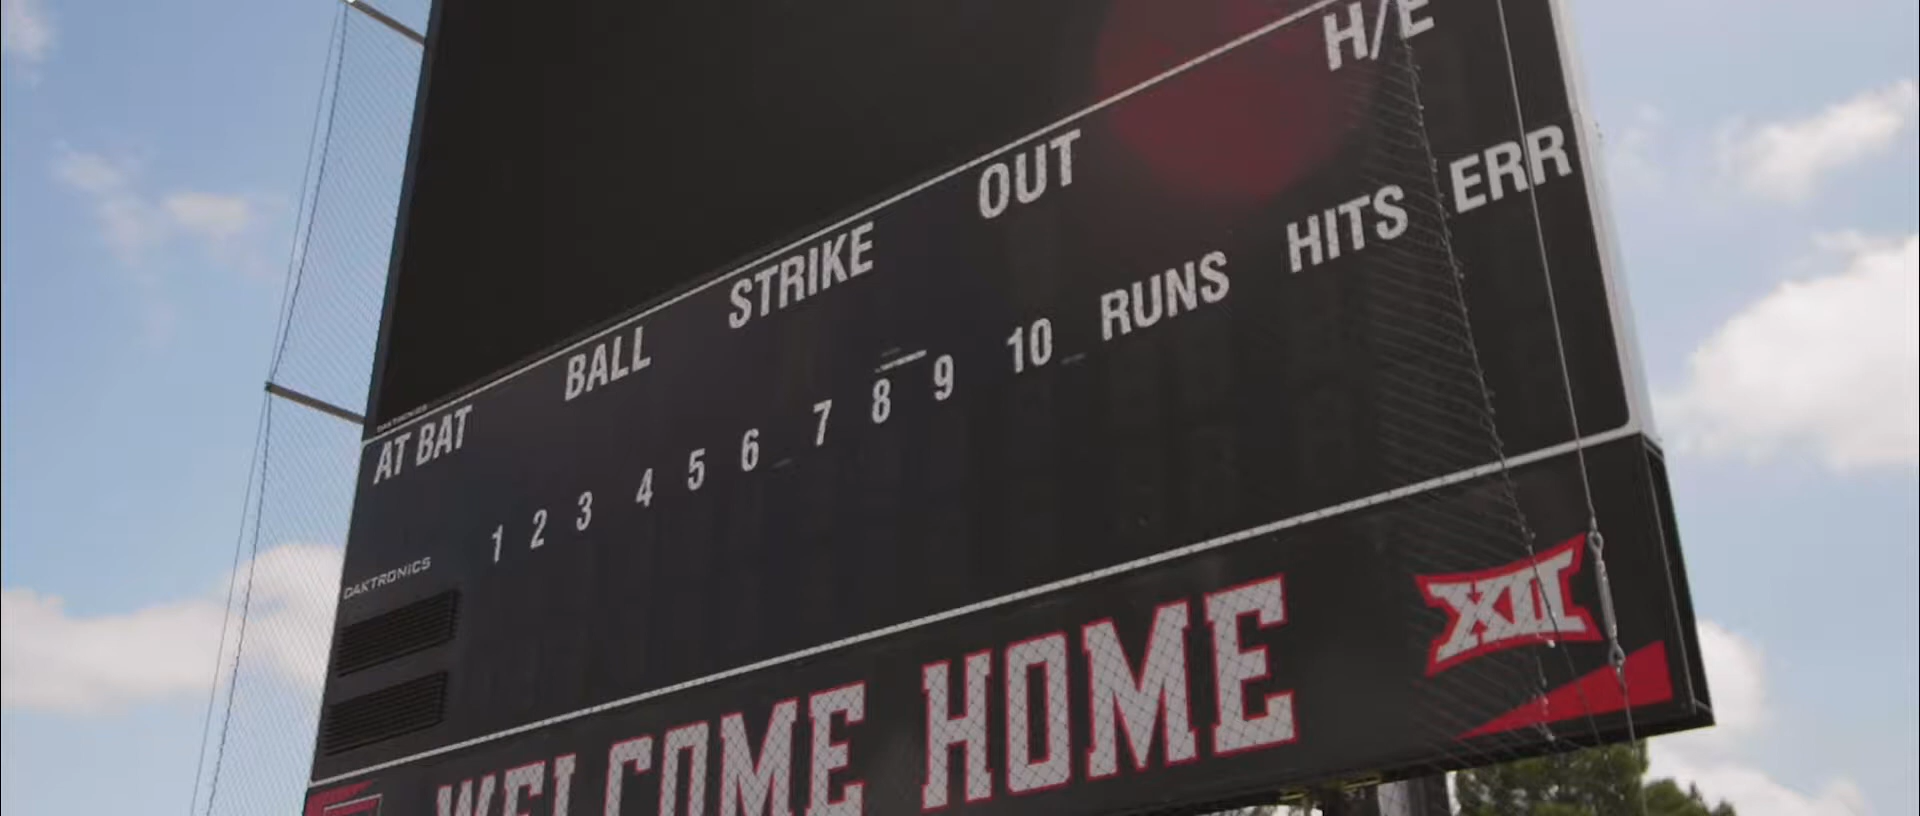 H/E
AT BAT BALL STRIKE OUT
1 2 3 4 5 6 7 8 9 10 RUNS HITS ERR
DAKTRONICS
DAKTRONICS
WELCOME HOME
XII